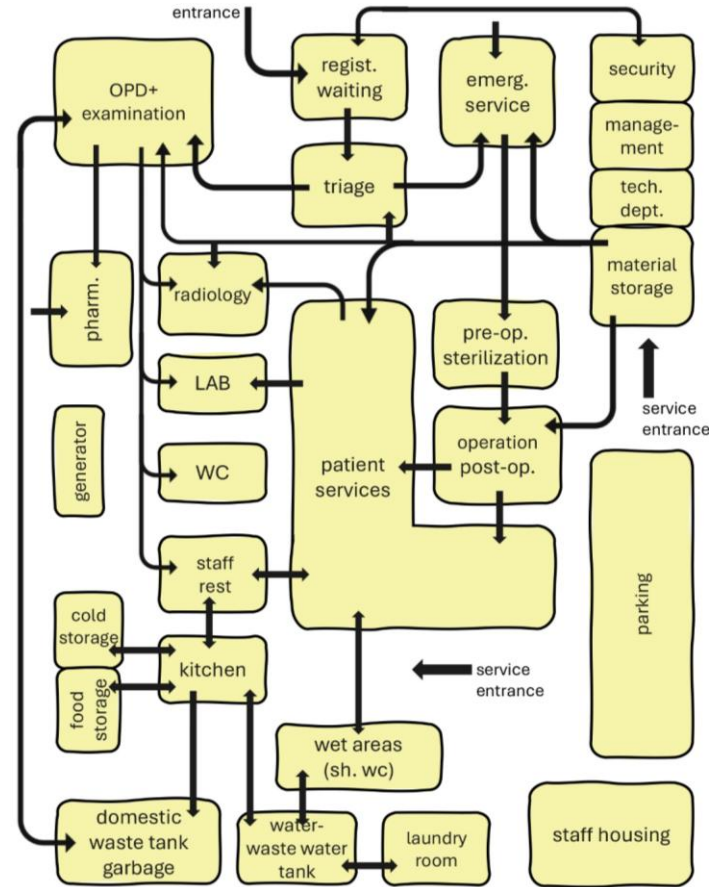 entrance
regist.
waiting
emerg.
service
security
OPD+
examination
manage-
ment
triage
tech.
dept.
pharm.
radiology
material
storage
pre-op.
sterilization
LAB
service
entrance
generator
WC
patient
services
operation
post-op.
parking
staff
rest
cold
storage
kitchen
food
storage
service
entrance
wet areas
(sh. wc)
domestic
waste tank
garbage
water-
waste water
tank
laundry
room
staff housing